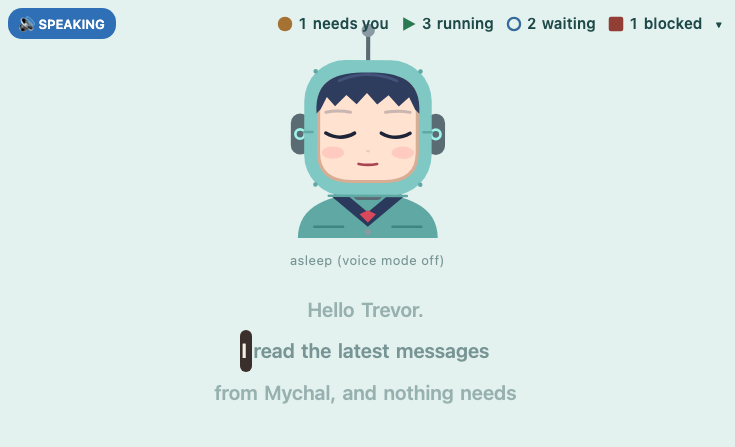 SPEAKING
1 needs you 3 running 2 waiting 1 blocked
asleep (voice mode off)
Hello Trevor.
I read the latest messages
from Mychal, and nothing needs